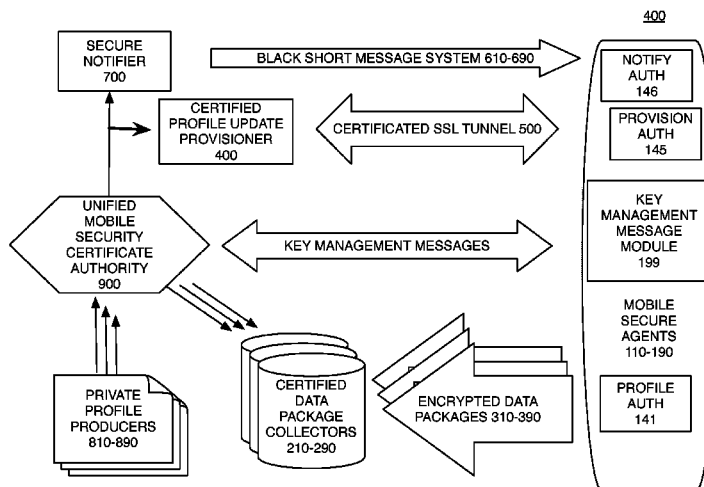 400
SECURE
NOTIFIER
700
BLACK SHORT MESSAGE SYSTEM 610-690
NOTIFY
AUTH
146
CERTIFIED
PROFILE UPDATE
PROVISIONER
400
CERTIFICATED SSL TUNNEL 500
PROVISION
AUTH
145
UNIFIED
MOBILE
SECURITY
CERTIFICATE
AUTHORITY
900
KEY MANAGEMENT MESSAGES
KEY
MANAGEMENT
MESSAGE
MODULE
199
MOBILE
SECURE
AGENTS
110-190
PRIVATE
PROFILE
PRODUCERS
810-890
CERTIFIED
DATA
PACKAGE
COLLECTORS
210-290
ENCRYPTED DATA
PACKAGES 310-390
PROFILE
AUTH
141